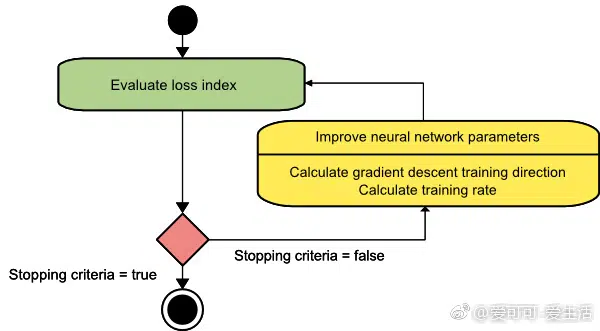 Evaluate loss index
Improve neural network parameters
Calculate gradient descent training direction
Calculate training rate
Stopping criteria = false
Stopping criteria = true
@爱可可-爱生活